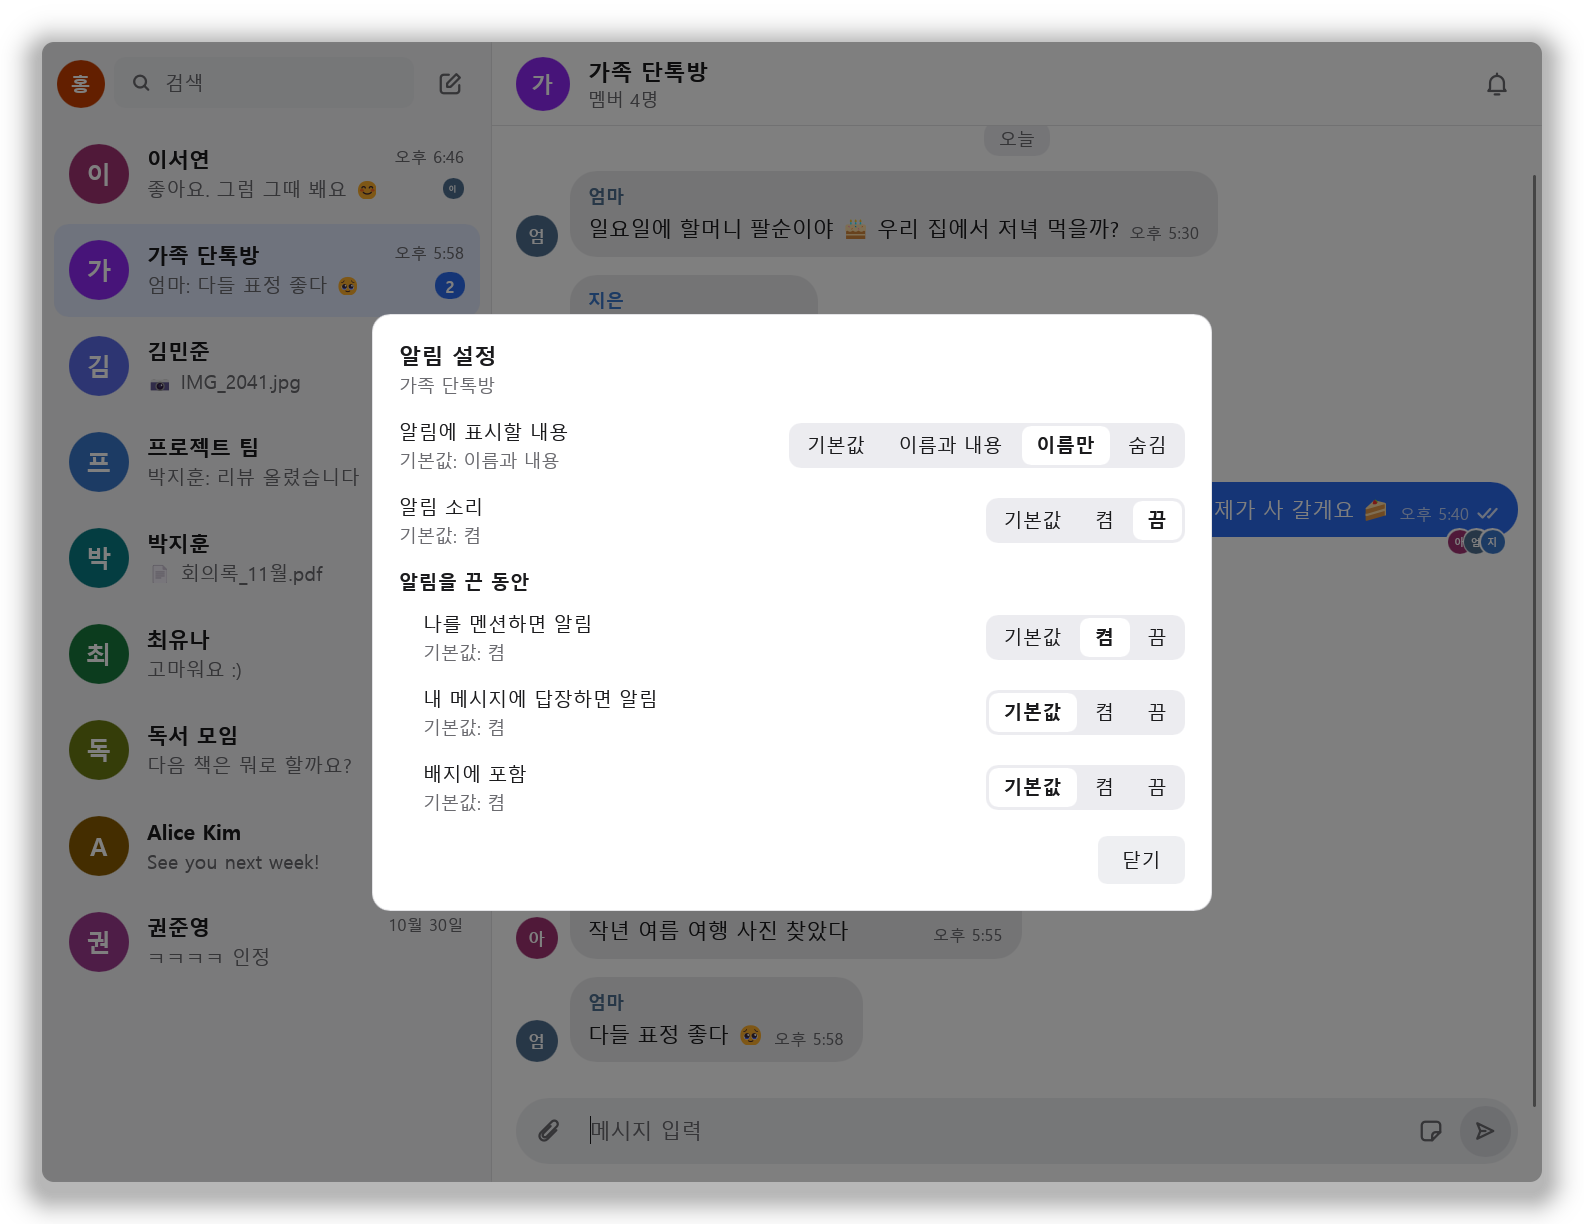 홍
검색
이
이서연
오후 6:46
좋아요. 그럼 그때 봬요 😊
이
가
가족 단톡방
오후 5:58
엄마: 다들 표정 좋다 🥺
2
김
김민준
📷 IMG_2041.jpg
프
프로젝트 팀
박지훈: 리뷰 올렸습니다
박
박지훈
📄 회의록_11월.pdf
최
최유나
고마워요 :)
독
독서 모임
다음 책은 뭐로 할까요?
A
Alice Kim
See you next week!
권
권준영
10월 30일
ㅋㅋㅋㅋ 인정
가
가족 단톡방
멤버 4명
오늘
엄마
일요일에 할머니 팔순이야 🎂 우리 집에서 저녁 먹을까?
오후 5:30
엄
지은
제가 사 갈게요 🍰
오후 5:40
아
엄
지
작년 여름 여행 사진 찾았다
오후 5:55
아
엄마
다들 표정 좋다 🥺
오후 5:58
엄
메시지 입력
알림 설정
가족 단톡방
알림에 표시할 내용
기본값: 이름과 내용
기본값 이름과 내용 이름만 숨김
알림 소리
기본값: 켬
기본값 켬 끔
알림을 끈 동안
나를 멘션하면 알림
기본값: 켬
기본값 켬 끔
내 메시지에 답장하면 알림
기본값: 켬
기본값 켬 끔
배지에 포함
기본값: 켬
기본값 켬 끔
닫기